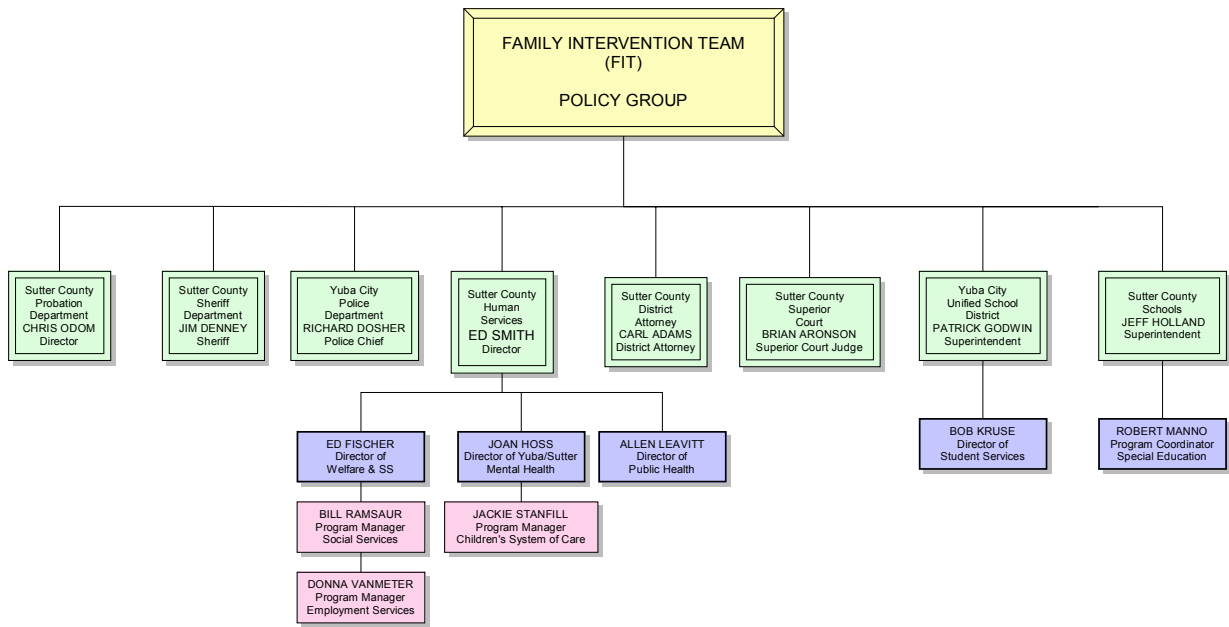 FAMILY INTERVENTION TEAM
(FIT)
POLICY GROUP
Sutter County
Probation
Department
CHRIS ODOM
Director
Sutter County
Sheriff
Department
JIM DENNEY
Sheriff
Yuba City
Police
Department
RICHARD DOSHER
Police Chief
Sutter County
Human
Services
ED SMITH
Director
Sutter County
District
Attorney
CARL ADAMS
District Attorney
Sutter County
Superior
Court
BRIAN ARONSON
Superior Court Judge
Yuba City
Unified School
District
PATRICK GODWIN
Superintendent
Sutter County
Schools
JEFF HOLLAND
Superintendent
ED FISCHER
Director of
Welfare & SS
JOAN HOSS
Director of Yuba/Sutter
Mental Health
ALLEN LEAVITT
Director of
Public Health
BOB KRUSE
Director of
Student Services
ROBERT MANNO
Program Coordinator
Special Education
BILL RAMSAUR
Program Manager
Social Services
JACKIE STANFILL
Program Manager
Children's System of Care
DONNA VANMETER
Program Manager
Employment Services